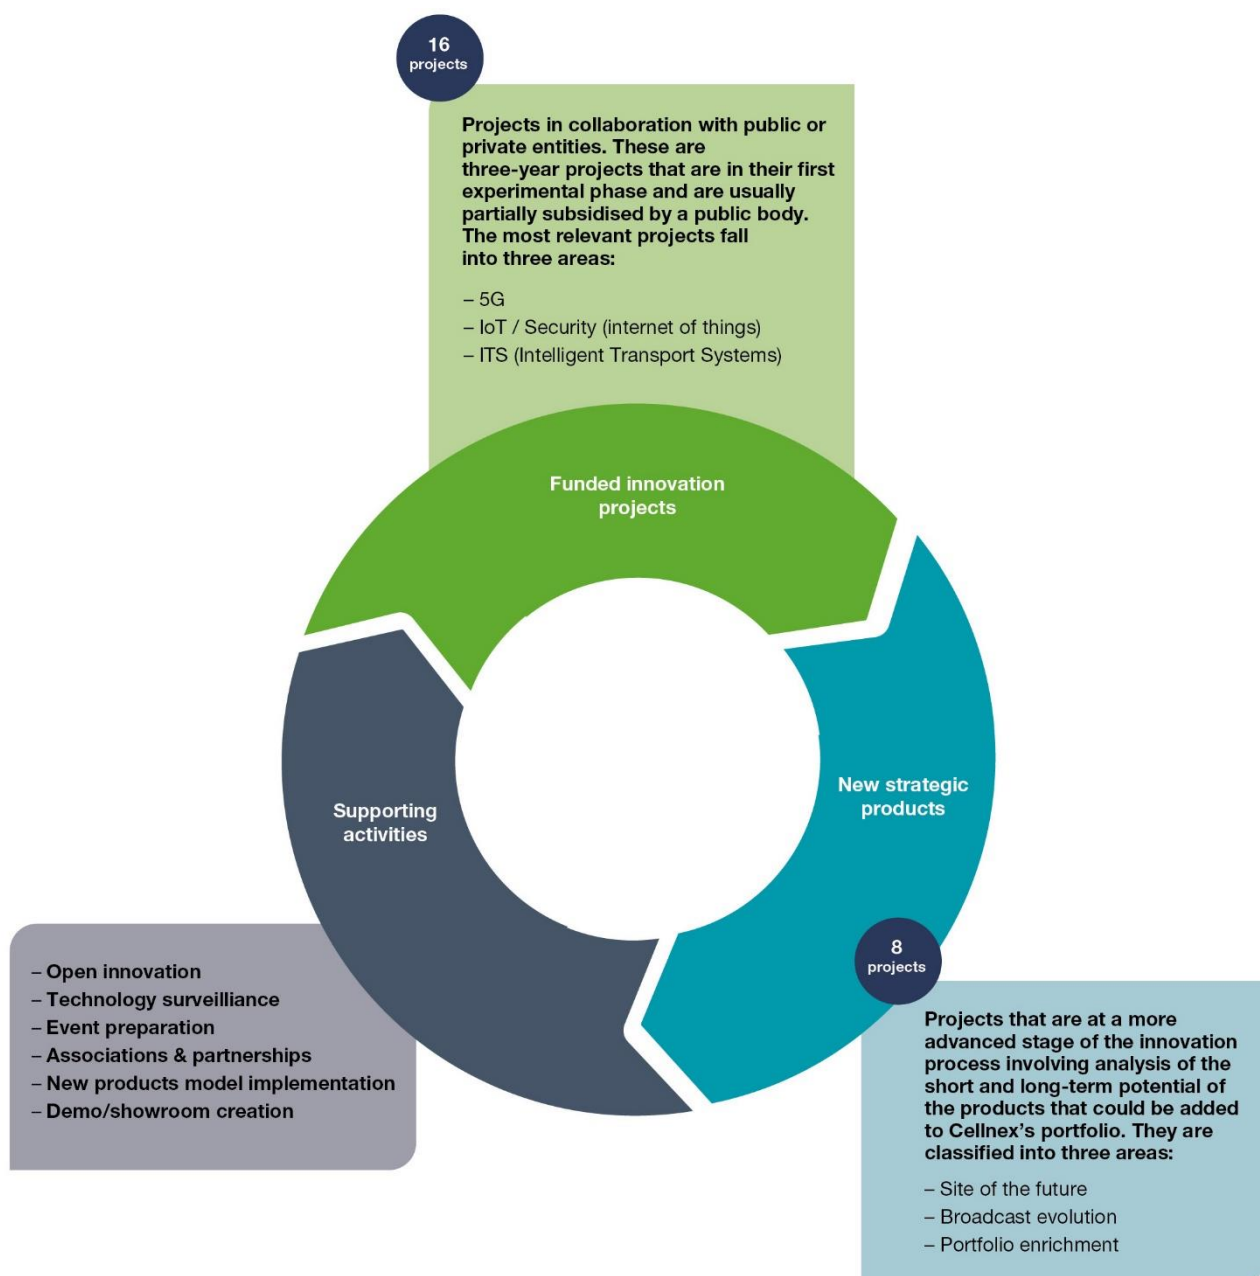 16
projects
Projects in collaboration with public or
private entities. These are
three-year projects that are in their first
experimental phase and are usually
partially subsidised by a public body.
The most relevant projects fall
into three areas:
– 5G
– IoT / Security (internet of things)
– ITS (Intelligent Transport Systems)
Funded innovation
projects
New strategic
products
Supporting
activities
8
projects
– Open innovation
– Technology surveilliance
– Event preparation
– Associations & partnerships
– New products model implementation
– Demo/showroom creation
Projects that are at a more
advanced stage of the innovation
process involving analysis of the
short and long-term potential of
the products that could be added
to Cellnex’s portfolio. They are
classified into three areas:
– Site of the future
– Broadcast evolution
– Portfolio enrichment